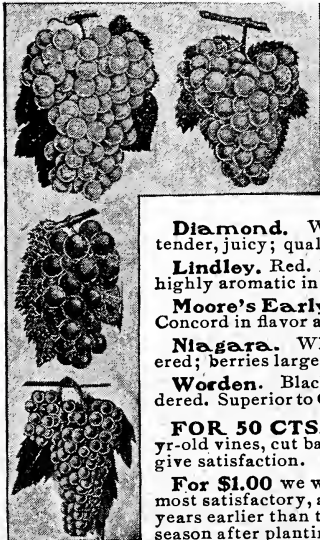 Diamond. W
tender, juicy; qual
Lindley. Red.
highly aromatic in
Moore's Early
Concord in flavor a
Niagara. Wh
ered; berries large
Worden. Blac
dered. Superior to
FOR 50 CTS.
yr-old vines, cut ba
give satisfaction.
For $1.00 we w
most satisfactory, a
years earlier than t
season after plantin